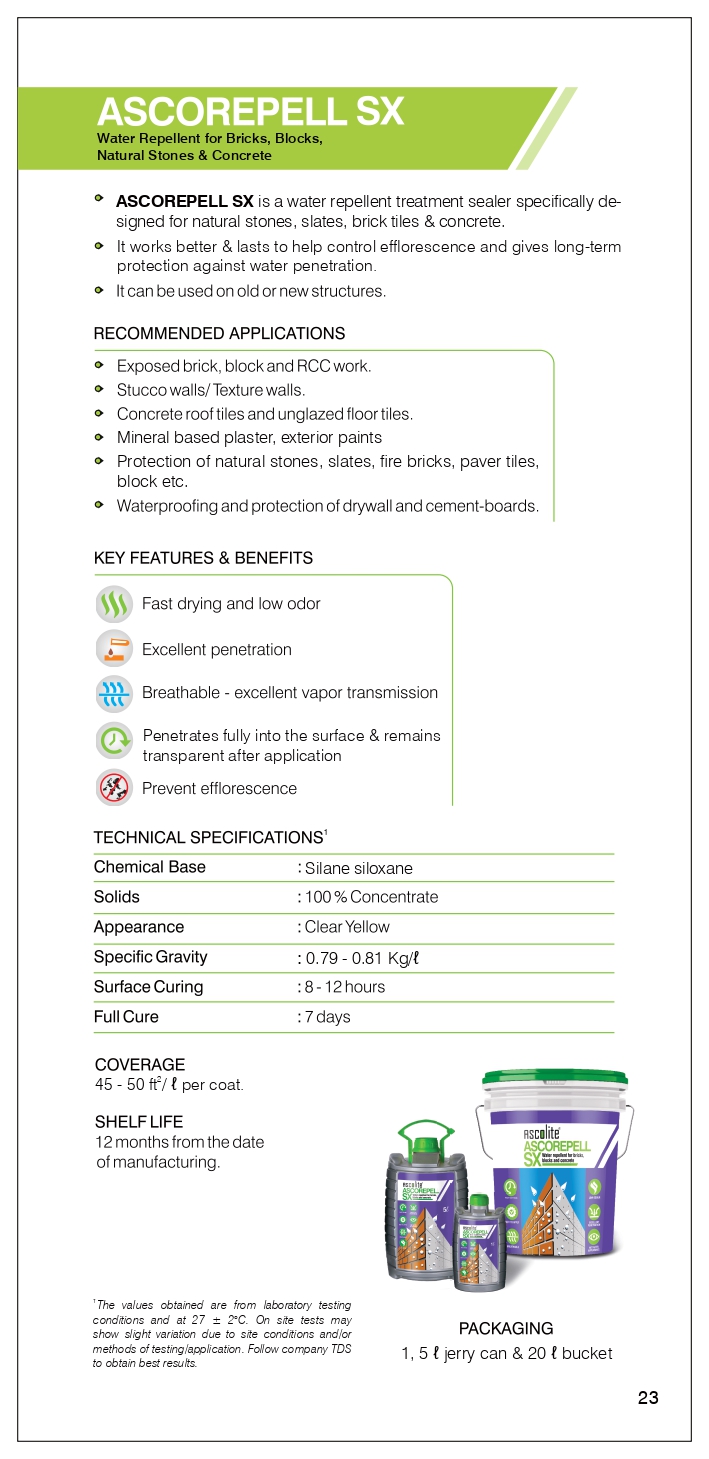 ASCOREPELL SX
Water Repellent for Bricks, Blocks,
Natural Stones & Concrete
ASCOREPELL SX is a water repellent treatment sealer specifically de-
signed for natural stones, slates, brick tiles & concrete.
It works better & lasts to help control efflorescence and gives long-term
protection against water penetration.
It can be used on old or new structures.
RECOMMENDED APPLICATIONS
Exposed brick, block and RCC work.
Stucco walls/ Texture walls.
Concrete roof tiles and unglazed floor tiles.
Mineral based plaster, exterior paints
Protection of natural stones, slates, fire bricks, paver tiles,
block etc.
Waterproofing and protection of drywall and cement-boards.
KEY FEATURES & BENEFITS
Fast drying and low odor
Excellent penetration
Breathable - excellent vapor transmission
Penetrates fully into the surface & remains
transparent after application
Prevent efflorescence
TECHNICAL SPECIFICATIONS¹
Chemical Base : Silane siloxane
Solids : 100 % Concentrate
Appearance : Clear Yellow
Specific Gravity : 0.79 - 0.81 Kg/ℓ
Surface Curing : 8 - 12 hours
Full Cure : 7 days
COVERAGE
45 - 50 ft²/ ℓ per coat.
SHELF LIFE
12 months from the date
of manufacturing.
ascolite
ASCOREPELL
SX Water repellent for bricks,
blocks and concrete
ascolite
ASCOREPELL
SX
5ℓ
ascolite
ASCOREPELL
SX
¹The values obtained are from laboratory testing
conditions and at 27 ± 2°C. On site tests may
show slight variation due to site conditions and/or
methods of testing/application. Follow company TDS
to obtain best results.
PACKAGING
1, 5 ℓ jerry can & 20 ℓ bucket
23